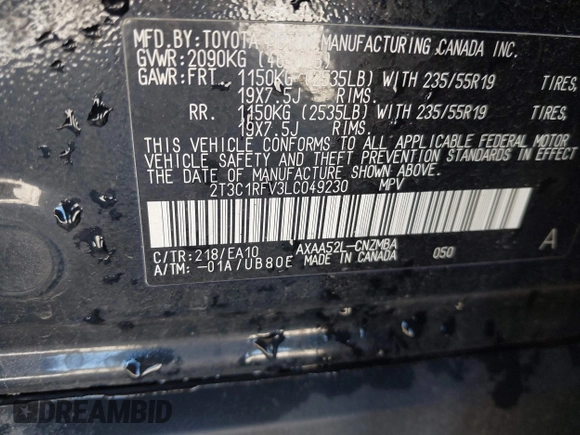 MFD. BY: TOYOTA MANUFACTURING CANADA INC.
GVWR: 2090KG
GAWR: FRT. 1150KG (2535LB) WITH 235/55R19 TIRES,
19X7.5J RIMS.
RR. 1150KG (2535LB) WITH 235/55R19 TIRES,
19X7.5J RIMS.
THIS VEHICLE CONFORMS TO ALL APPLICABLE FEDERAL MOTOR
VEHICLE SAFETY AND THEFT PREVENTION STANDARDS IN EFFECT
ON THE DATE OF MANUFACTURE SHOWN ABOVE.
2T3C1RFV3LC049230 MPV
C/TR: 218/EA10 AXAA52L-CNZMBA 050 A
A/TM: -01A/UB80E MADE IN CANADA
DREAMBID